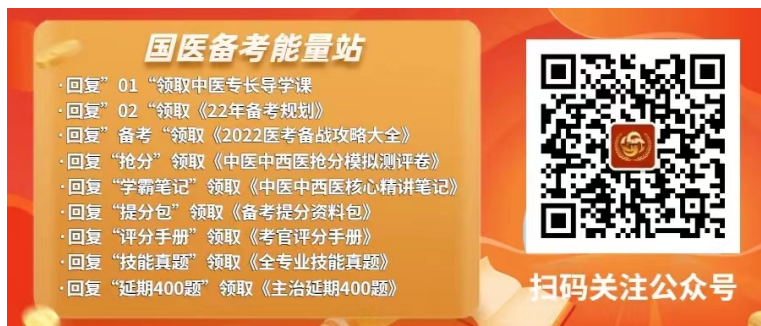 国医备考能量站
·回复”01“领取中医专长导学课
·回复”02“领取《22年备考规划》
·回复”备考“领取《2022医考备战攻略大全》
·回复“抢分”领取《中医中西医抢分模拟测评卷》
·回复“学霸笔记”领取《中医中西医核心精讲笔记》
·回复“提分包”领取《备考提分资料包》
·回复“评分手册”领取《考官评分手册》
·回复“技能真题”领取《全专业技能真题》
·回复“延期400题”领取《主治延期400题》
扫码关注公众号